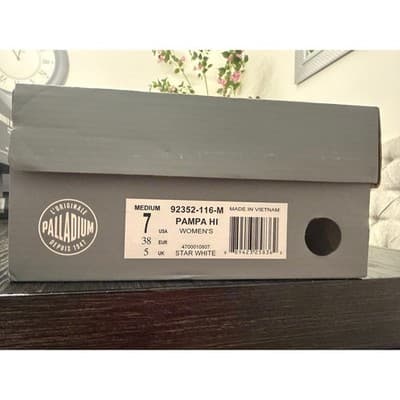 L'ORIGINALE
PALLADIUM
DEPUIS 1947
MEDIUM
7 USA
38 EUR
5 UK
92352-116-M
PAMPA HI
WOMEN'S
4700010807
STAR WHITE
MADE IN VIETNAM